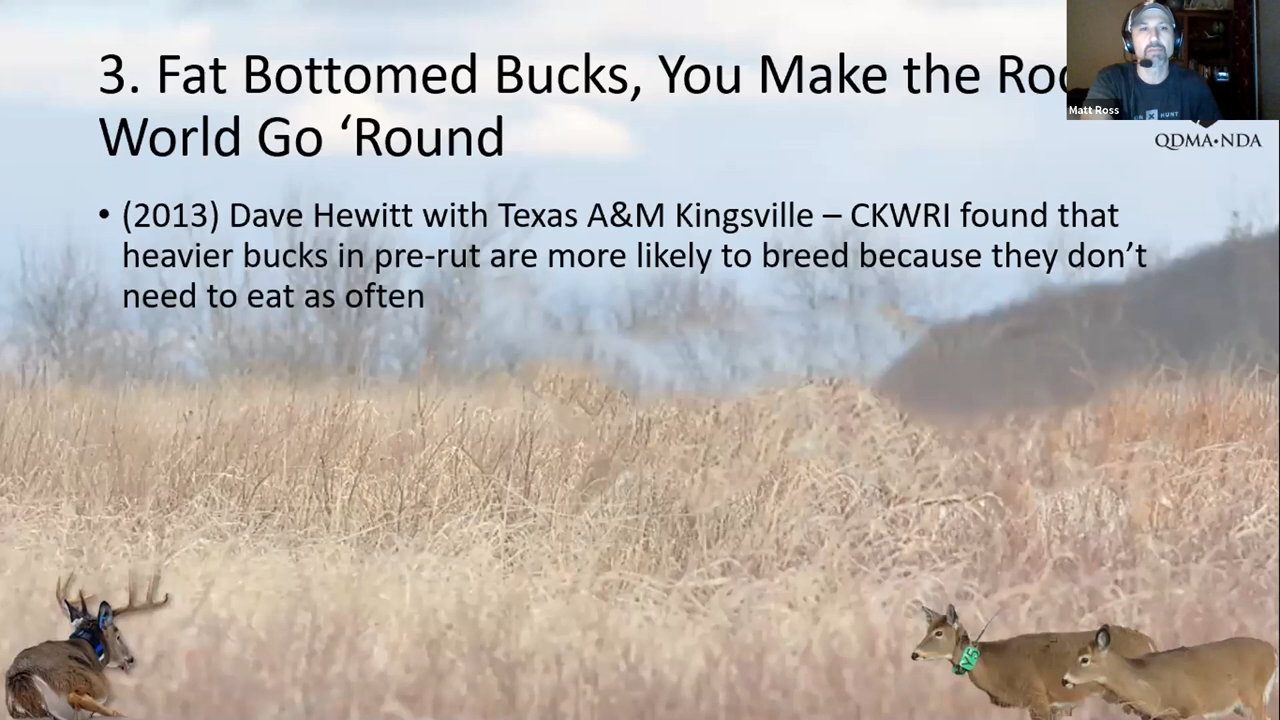 3. Fat Bottomed Bucks, You Make the
World Go ‘Round
Matt Ross
HUNT
QDMA•NDA
• (2013) Dave Hewitt with Texas A&M Kingsville – CKWRI found that
heavier bucks in pre-rut are more likely to breed because they don’t
need to eat as often